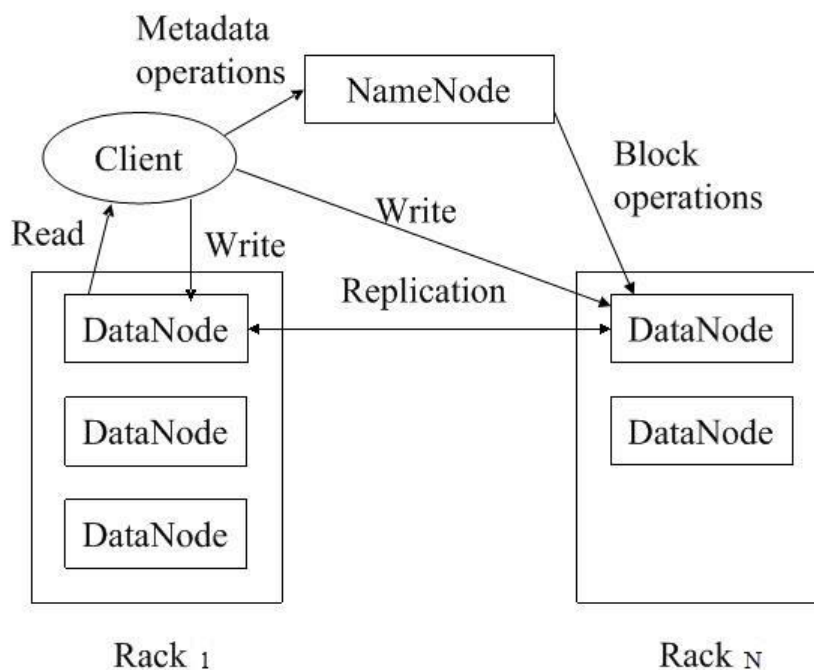 Metadata
operations
NameNode
Client
Block
operations
Read
Write
Write
Replication
DataNode
DataNode
DataNode
DataNode
DataNode
Rack 1
Rack N